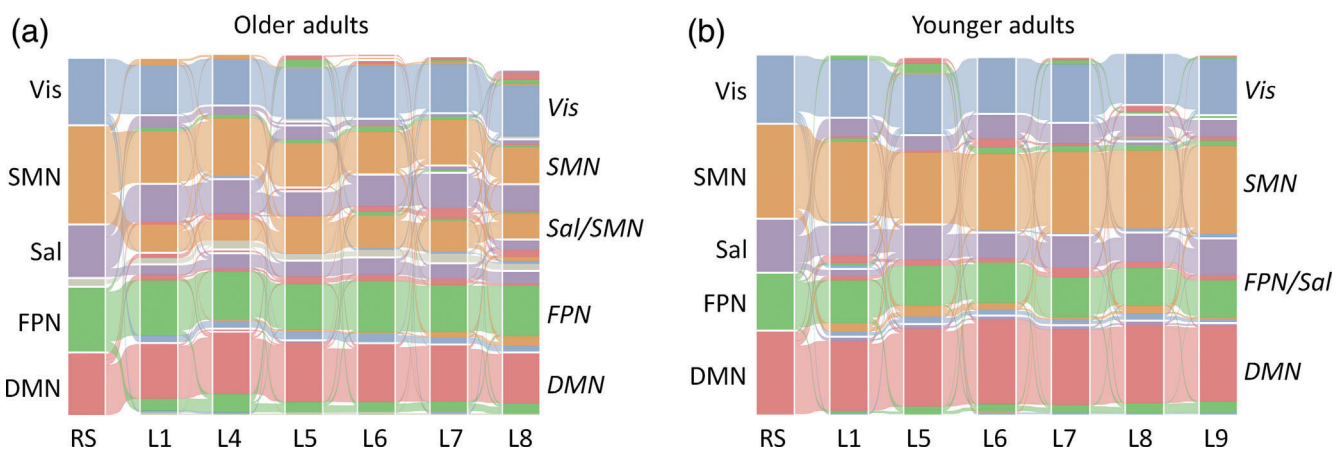 (a) Older adults
Vis
SMN
Sal
FPN
DMN
Vis
SMN
Sal/SMN
FPN
DMN
RS L1 L4 L5 L6 L7 L8
(b) Younger adults
Vis
SMN
Sal
FPN
DMN
Vis
SMN
FPN/Sal
DMN
RS L1 L5 L6 L7 L8 L9